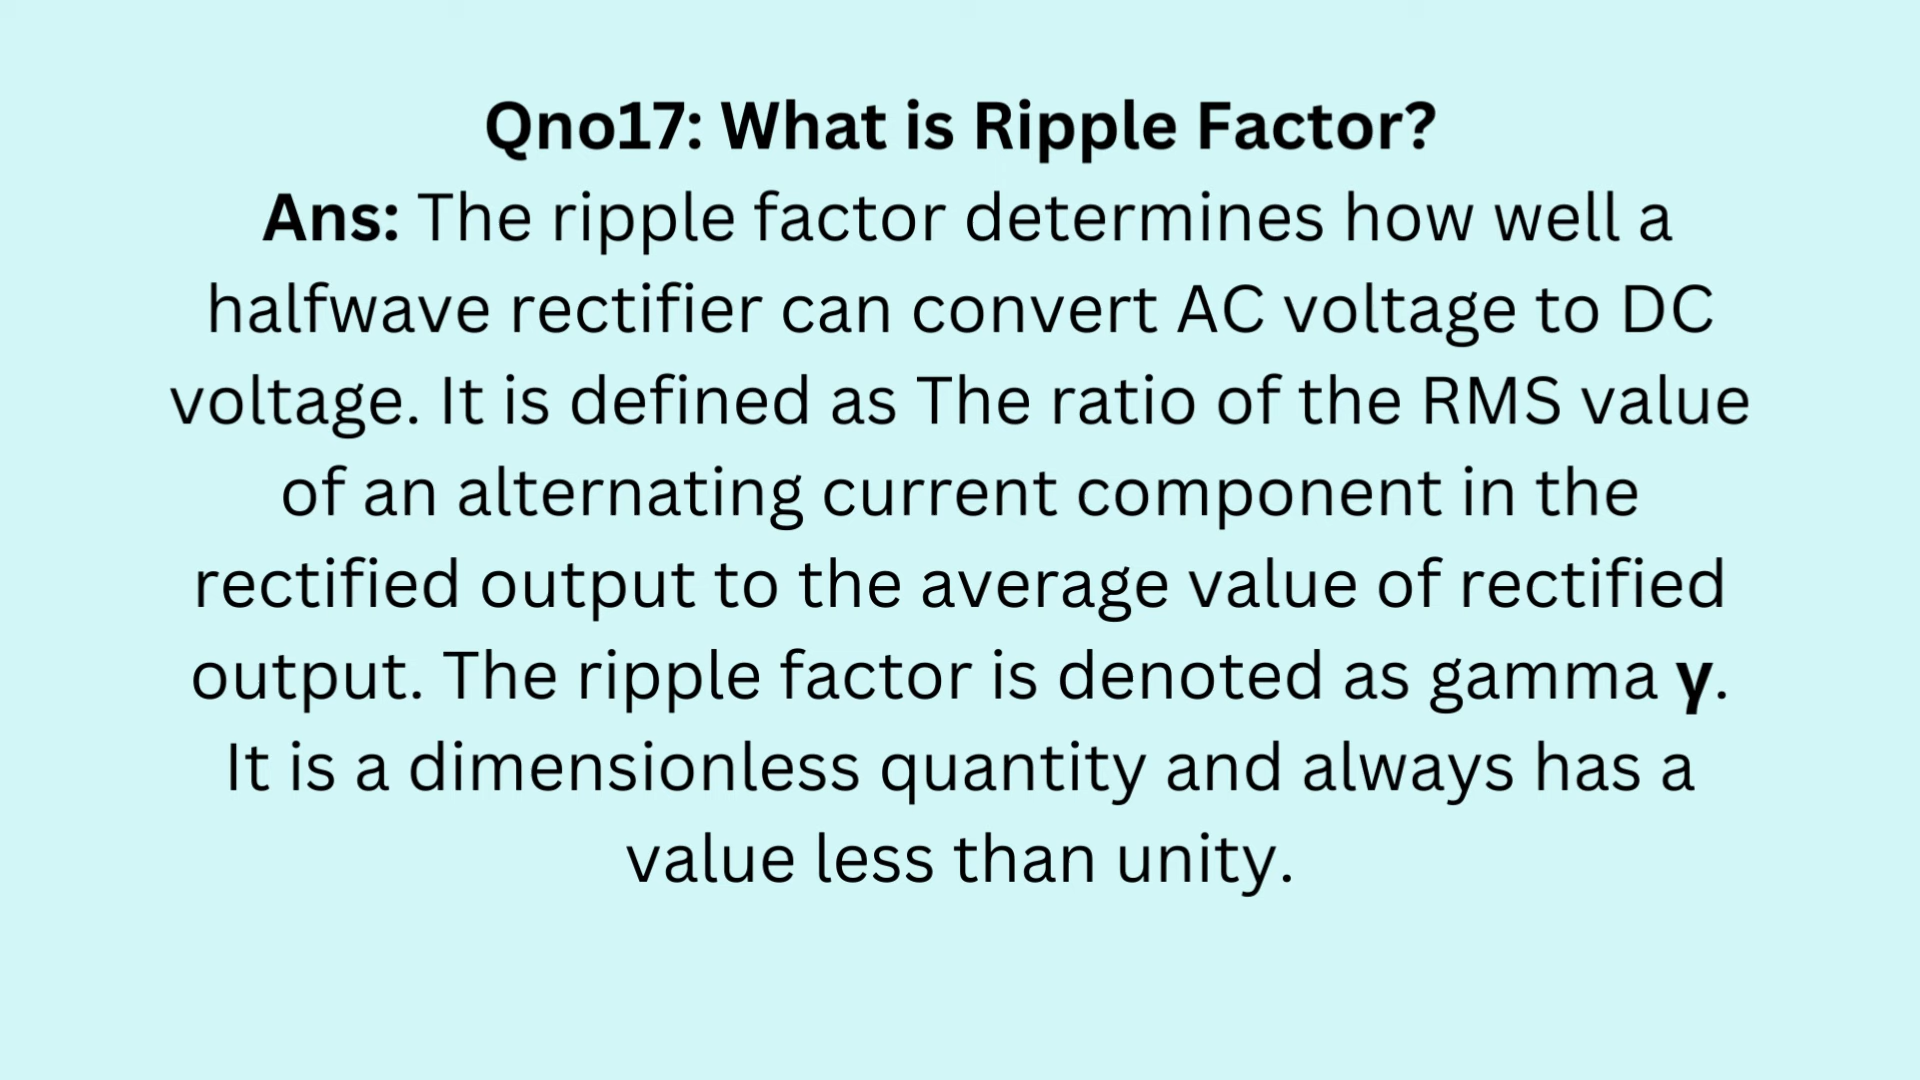 Qno17: What is Ripple Factor?
Ans: The ripple factor determines how well a
halfwave rectifier can convert AC voltage to DC
voltage. It is defined as The ratio of the RMS value
of an alternating current component in the
rectified output to the average value of rectified
output. The ripple factor is denoted as gamma γ.
It is a dimensionless quantity and always has a
value less than unity.